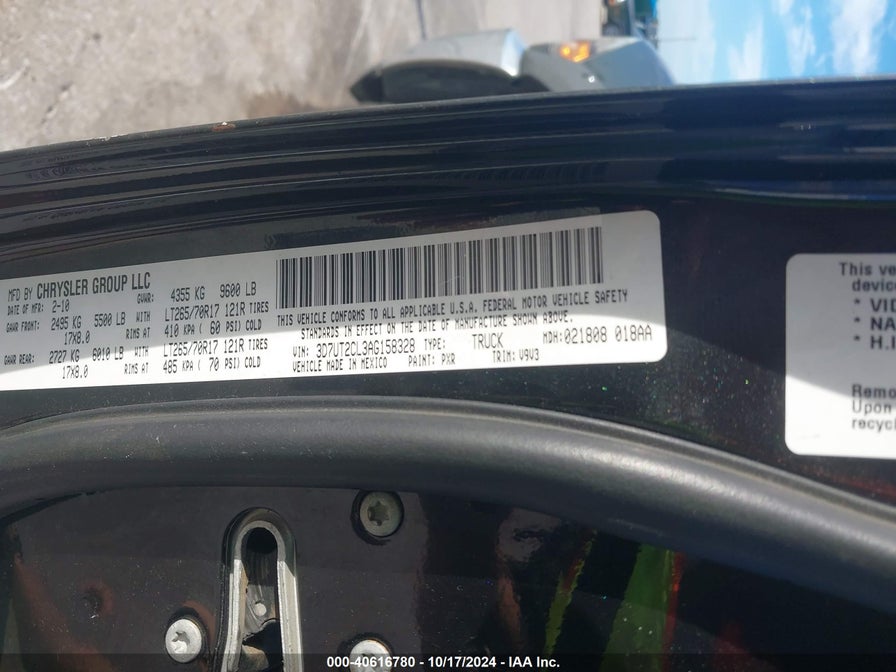 MFD BY CHRYSLER GROUP LLC
DATE OF MFR: 2-10 GVWR: 4355 KG 9600 LB
GAWR FRONT: 2495 KG 5500 LB WITH LT265/70R17 121R TIRES
17X8.0 RIMS AT 410 KPA ( 60 PSI) COLD
GAWR REAR: 2727 KG 6010 LB WITH LT265/70R17 121R TIRES
17X8.0 RIMS AT 485 KPA ( 70 PSI) COLD
THIS VEHICLE CONFORMS TO ALL APPLICABLE U.S.A. FEDERAL MOTOR VEHICLE SAFETY
STANDARDS IN EFFECT ON THE DATE OF MANUFACTURE SHOWN ABOVE.
VIN: 3D7UT2CL3AG158328 TYPE: TRUCK MDH:021808 018AA
VEHICLE MADE IN MEXICO PAINT: PXR TRIM: V9V3
This ve
device
H.I
Remo
Upon
recycl
000-40616780 - 10/17/2024 - IAA Inc.